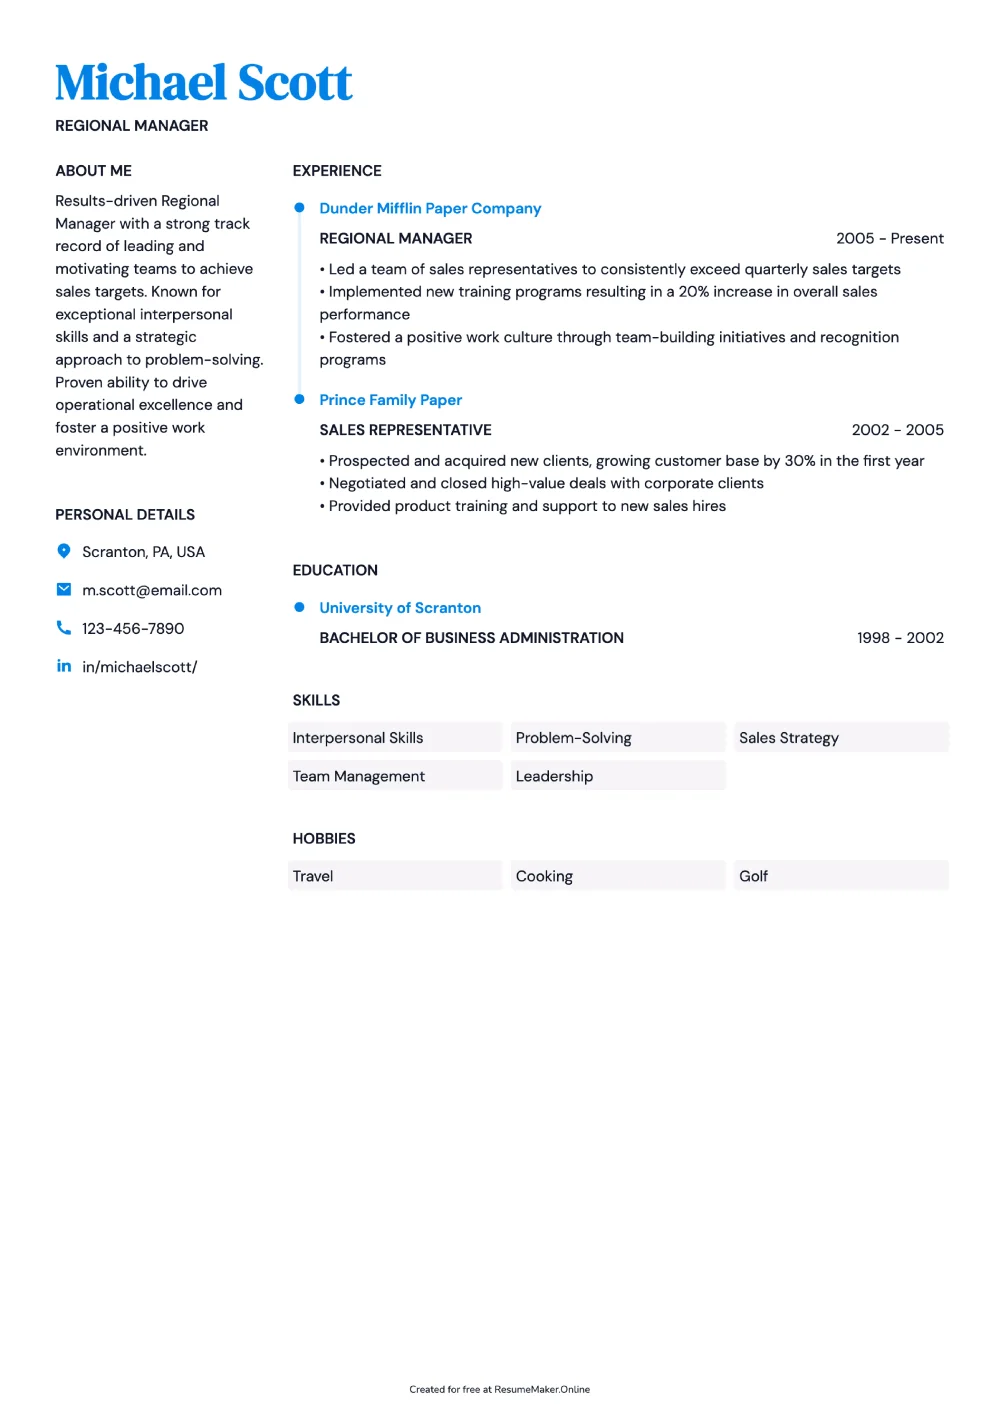 Michael Scott
REGIONAL MANAGER
ABOUT ME
Results-driven Regional
Manager with a strong track
record of leading and
motivating teams to achieve
sales targets. Known for
exceptional interpersonal
skills and a strategic
approach to problem-solving.
Proven ability to drive
operational excellence and
foster a positive work
environment.
PERSONAL DETAILS
Scranton, PA, USA
m.scott@email.com
123-456-7890
in/michaelscott/
EXPERIENCE
Dunder Mifflin Paper Company
REGIONAL MANAGER 2005 - Present
• Led a team of sales representatives to consistently exceed quarterly sales targets
• Implemented new training programs resulting in a 20% increase in overall sales
performance
• Fostered a positive work culture through team-building initiatives and recognition
programs
Prince Family Paper
SALES REPRESENTATIVE 2002 - 2005
• Prospected and acquired new clients, growing customer base by 30% in the first year
• Negotiated and closed high-value deals with corporate clients
• Provided product training and support to new sales hires
EDUCATION
University of Scranton
BACHELOR OF BUSINESS ADMINISTRATION 1998 - 2002
SKILLS
Interpersonal Skills Problem-Solving Sales Strategy
Team Management Leadership
HOBBIES
Travel Cooking Golf
Created for free at ResumeMaker.Online